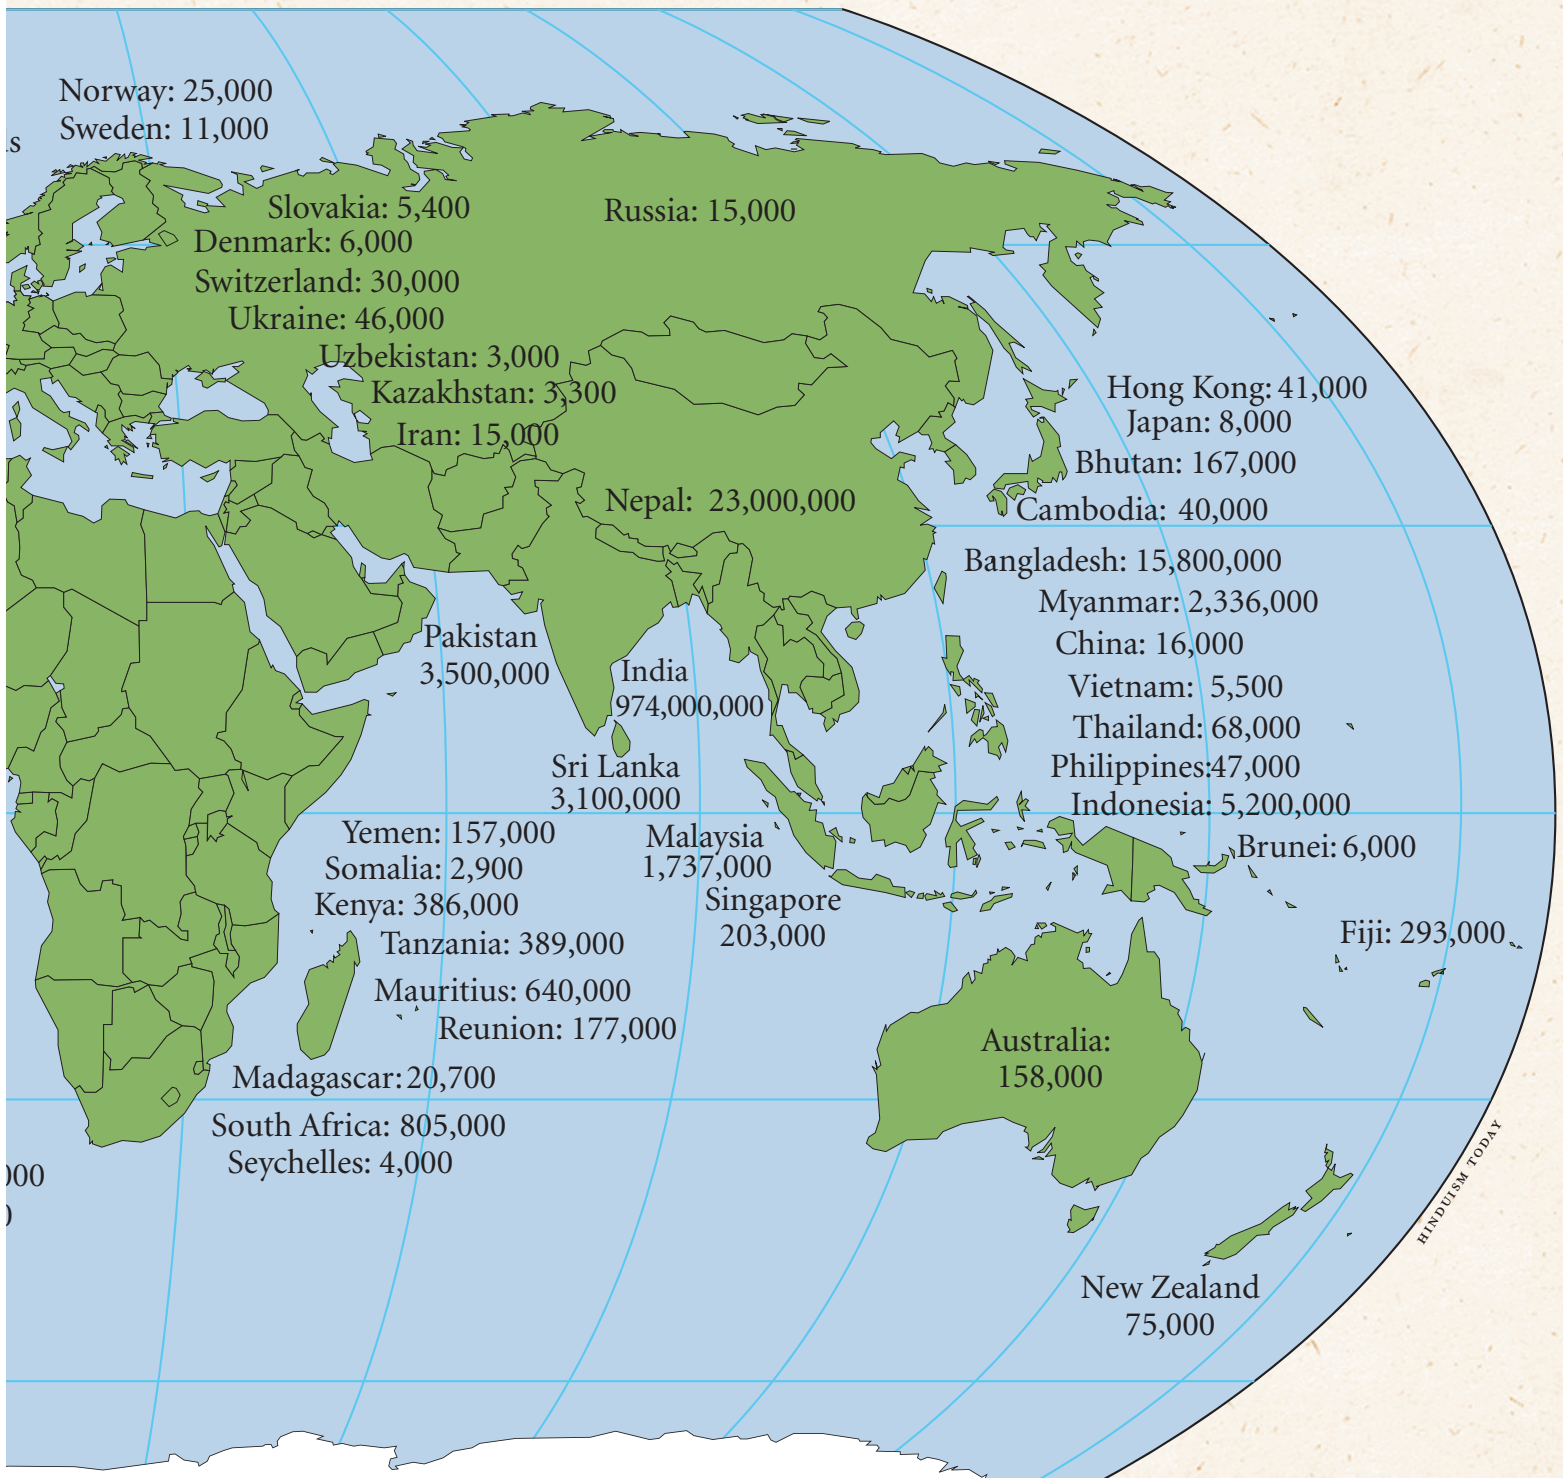 Norway: 25,000
Sweden: 11,000
Slovakia: 5,400
Russia: 15,000
Denmark: 6,000
Switzerland: 30,000
Ukraine: 46,000
Uzbekistan: 3,000
Kazakhstan: 3,300
Iran: 15,000
Hong Kong: 41,000
Japan: 8,000
Bhutan: 167,000
Nepal: 23,000,000
Cambodia: 40,000
Bangladesh: 15,800,000
Myanmar: 2,336,000
China: 16,000
Vietnam: 5,500
Thailand: 68,000
Philippines:47,000
Indonesia: 5,200,000
Brunei: 6,000
Pakistan
3,500,000
India
974,000,000
Sri Lanka
3,100,000
Malaysia
1,737,000
Singapore
203,000
Yemen: 157,000
Somalia: 2,900
Kenya: 386,000
Tanzania: 389,000
Mauritius: 640,000
Reunion: 177,000
Madagascar:20,700
South Africa: 805,000
Seychelles: 4,000
Fiji: 293,000
Australia:
158,000
New Zealand
75,000
HINDUISM TODAY